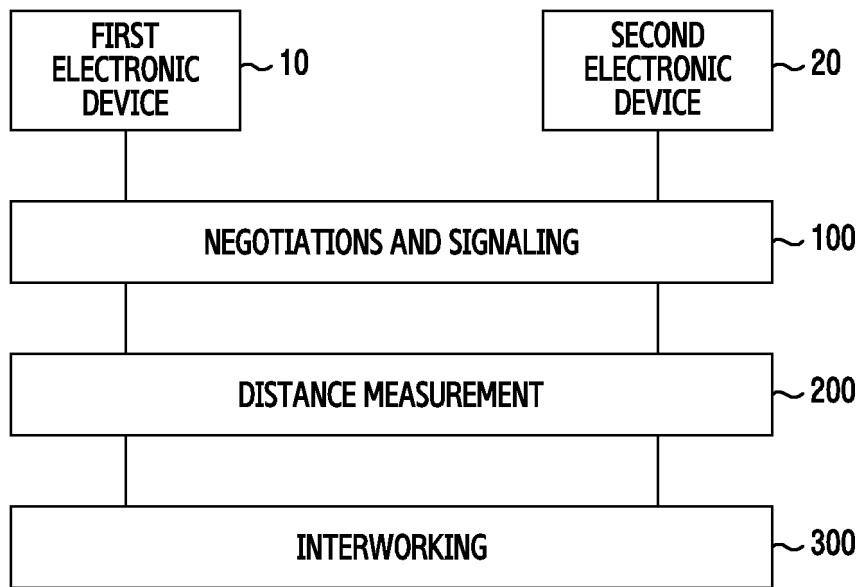 FIRST
ELECTRONIC
DEVICE
10
SECOND
ELECTRONIC
DEVICE
20
NEGOTIATIONS AND SIGNALING
100
DISTANCE MEASUREMENT
200
INTERWORKING
300